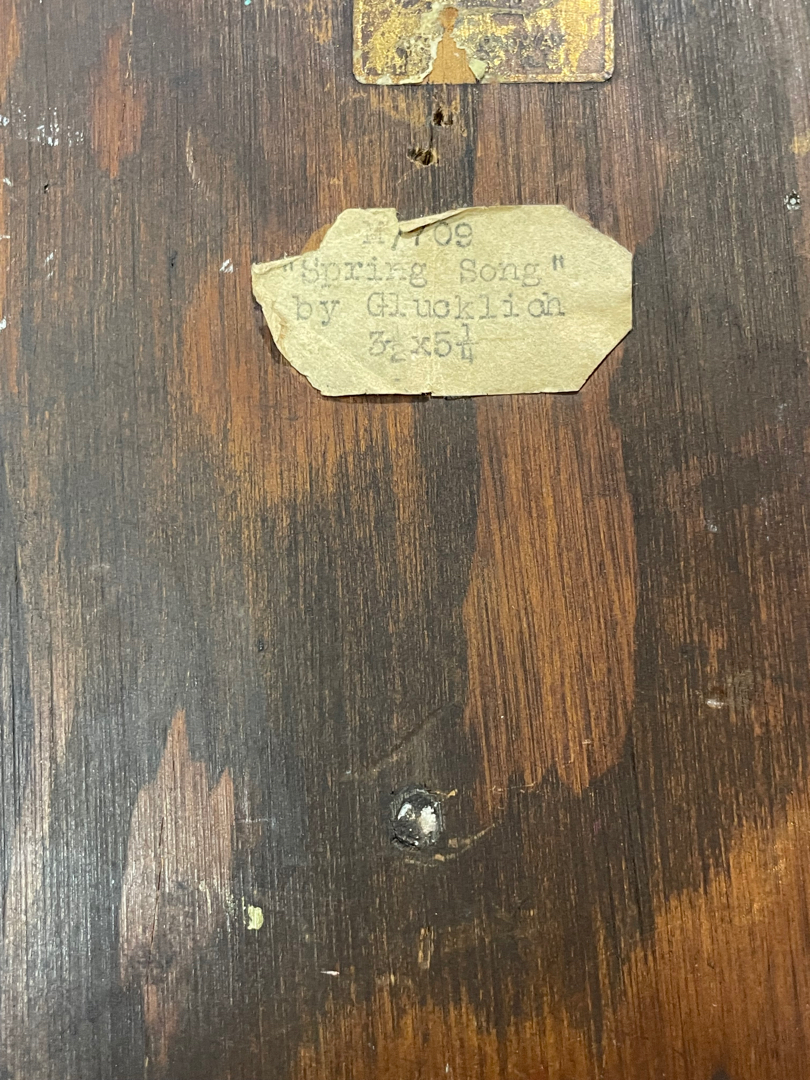 M/709
"Spring Song"
by Glucklich
3½x5¼